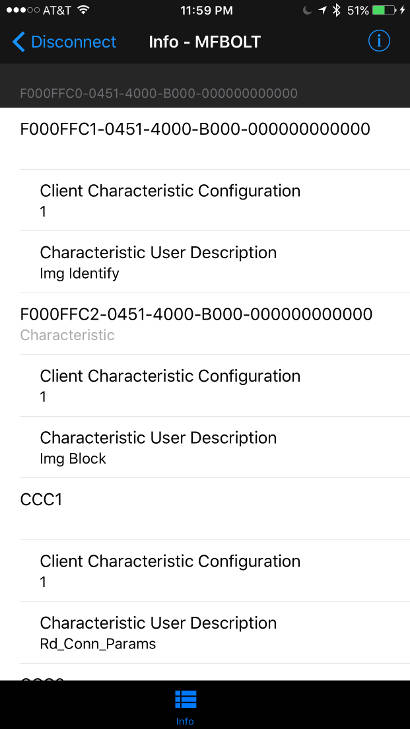 AT&T 11:59 PM 51%
Disconnect Info - MFBOLT
F000FFC0-0451-4000-B000-000000000000
F000FFC1-0451-4000-B000-000000000000
Client Characteristic Configuration
1
Characteristic User Description
Img Identify
F000FFC2-0451-4000-B000-000000000000
Characteristic
Client Characteristic Configuration
1
Characteristic User Description
Img Block
CCC1
Client Characteristic Configuration
1
Characteristic User Description
Rd_Conn_Params
Info